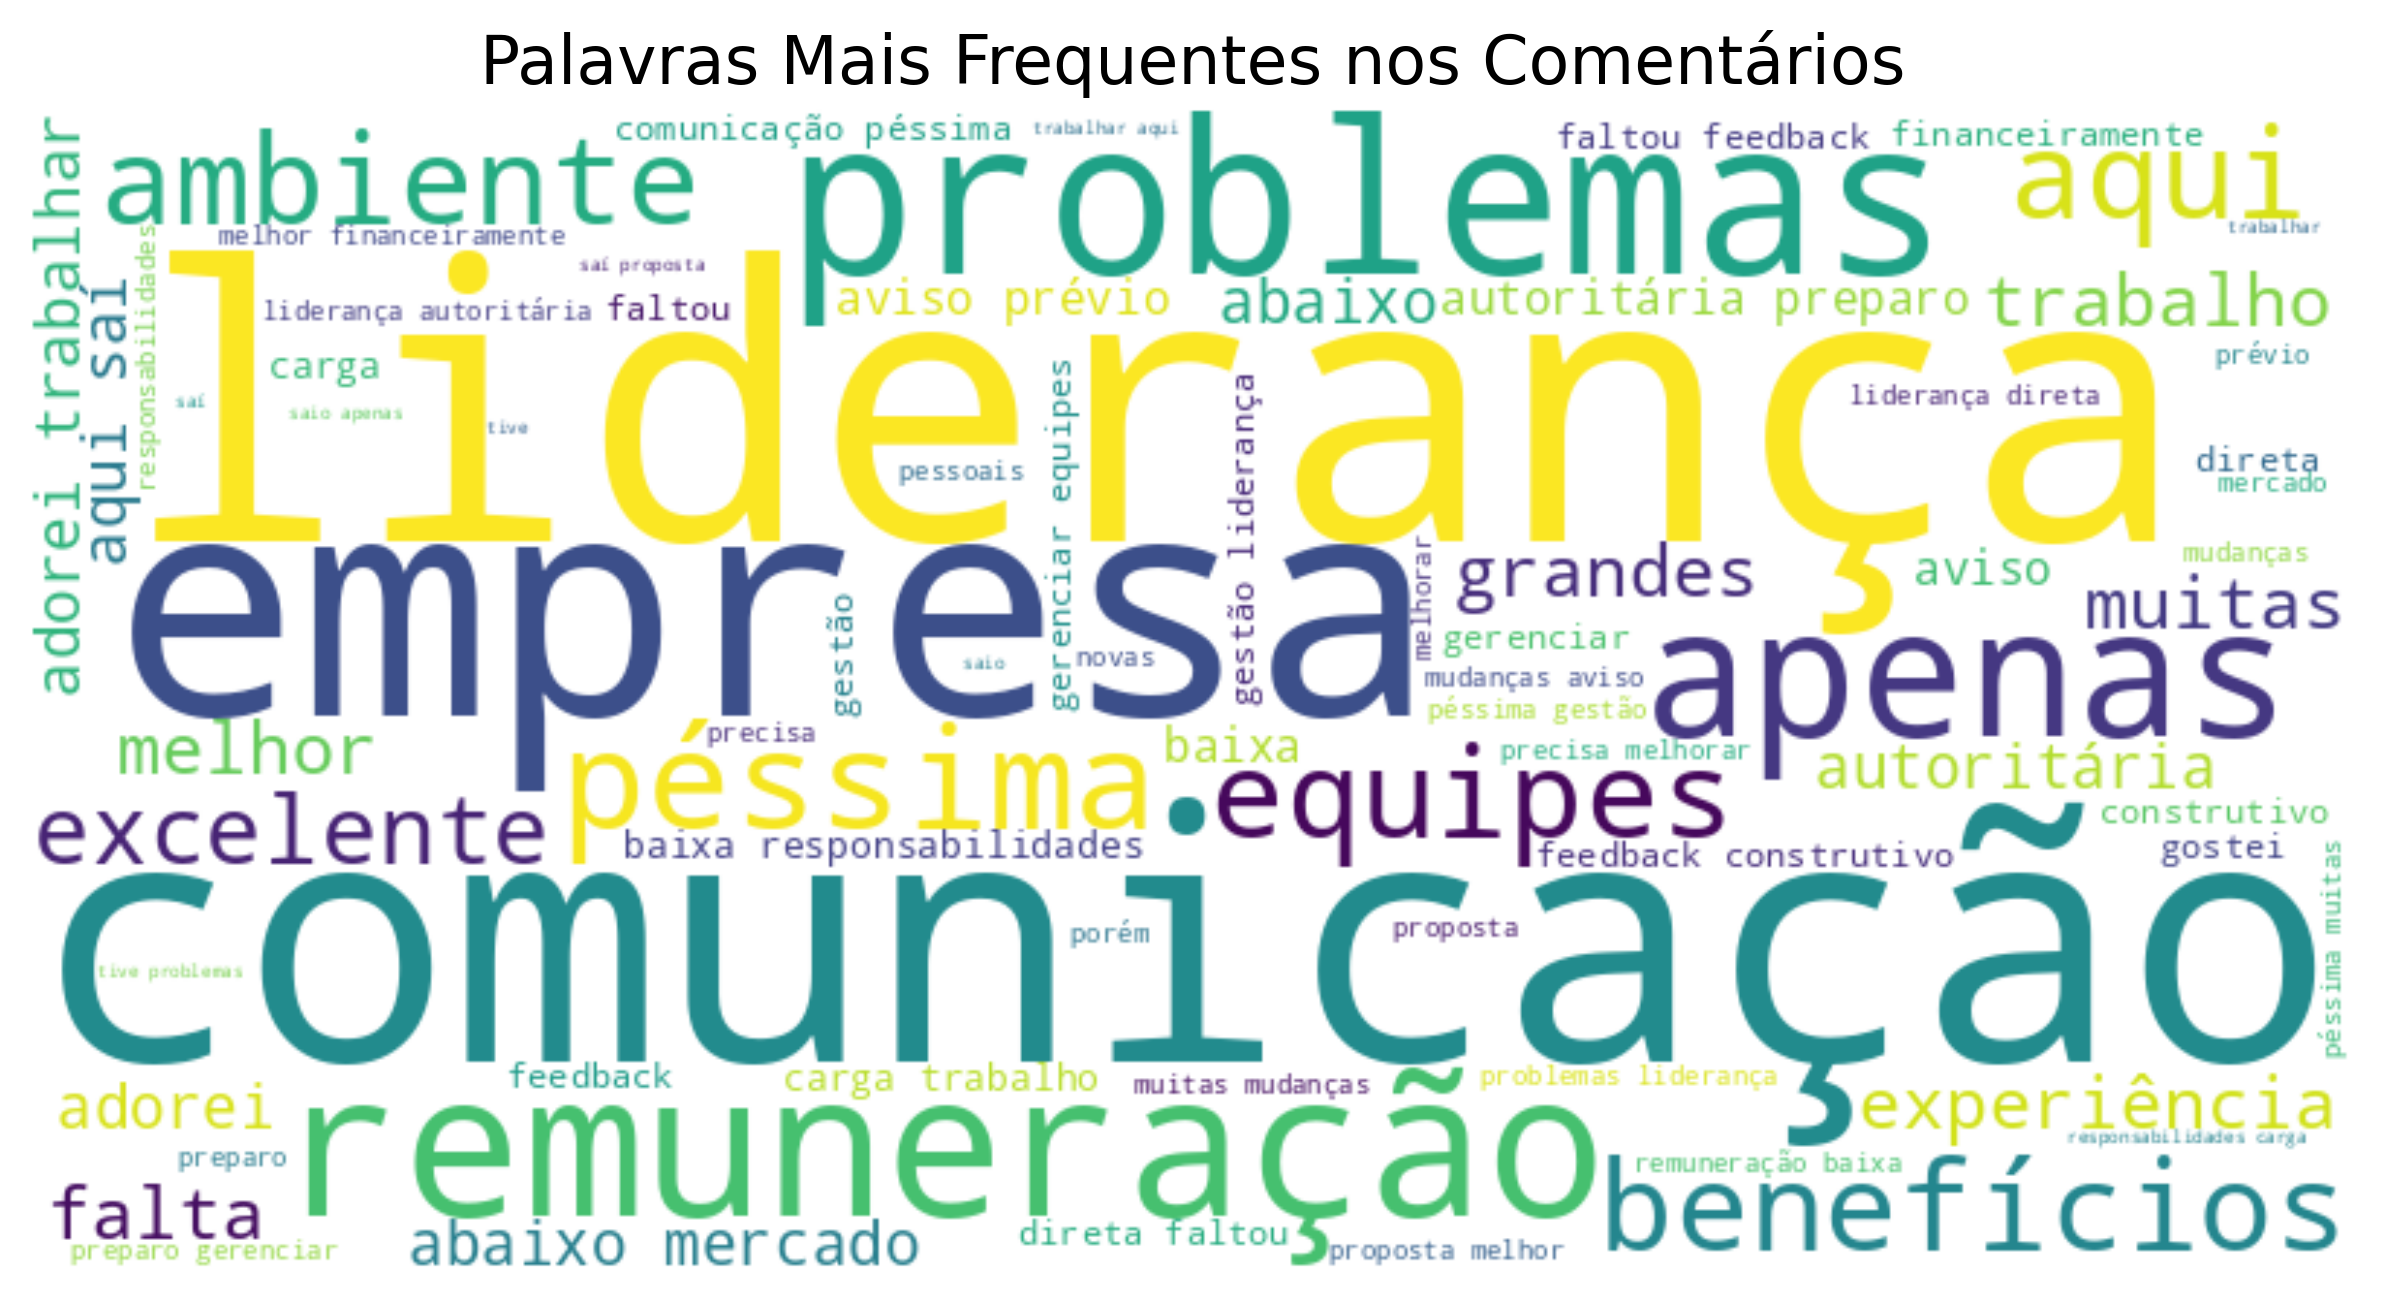 Palavras Mais Frequentes nos Comentários
comunicação péssima
trabalhar aqui
faltou feedback
financeiramente
ambiente
problemas
aqui
trabalhar
melhor financeiramente
saí proposta
adorei trabalhar
aqui saí
responsabilidades
liderança autoritária
faltou
aviso prévio
abaixo
autoritária preparo
trabalho
carga
prévio
saí
saio apenas
tive
liderança
liderança direta
pessoais
gerenciar equipes
gestão liderança
direta
mercado
empresa
melhorar
grandes
aviso
mudanças
muitas
gestão
saio
novas
gerenciar
mudanças aviso
péssima gestão
apenas
melhor
precisa
péssima
baixa
precisa melhorar
autoritária
equipes
excelente
baixa responsabilidades
feedback construtivo
construtivo
gostei
comunicação
porém
proposta
tive problemas
péssima muitas
feedback
carga trabalho
muitas mudanças
problemas liderança
adorei
remuneração
experiência
responsabilidades carga
preparo
remuneração baixa
falta
benefícios
preparo gerenciar
abaixo mercado
direta faltou
proposta melhor